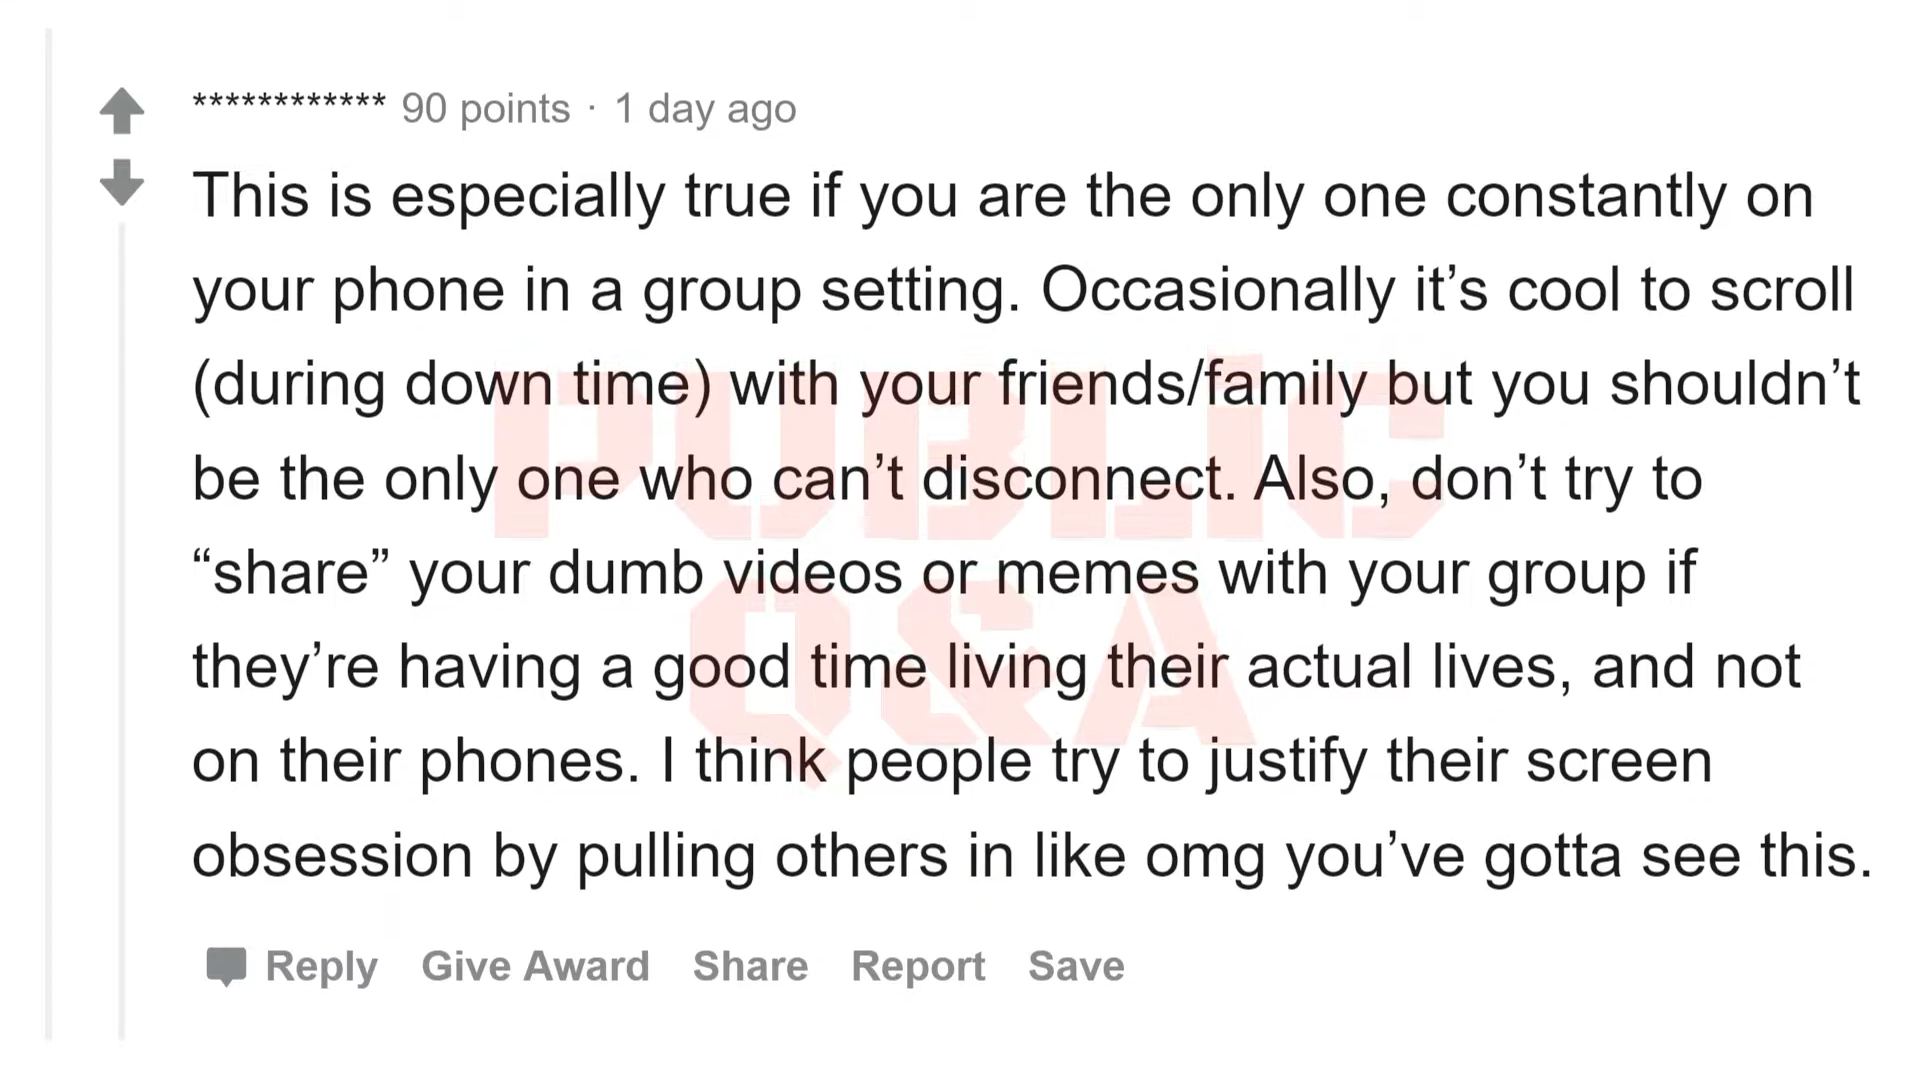 ************ 90 points · 1 day ago
This is especially true if you are the only one constantly on
your phone in a group setting. Occasionally it’s cool to scroll
(during down time) with your friends/family but you shouldn’t
be the only one who can’t disconnect. Also, don’t try to
“share” your dumb videos or memes with your group if
they’re having a good time living their actual lives, and not
on their phones. I think people try to justify their screen
obsession by pulling others in like omg you’ve gotta see this.
PUBLiC
Q&A
Reply Give Award Share Report Save